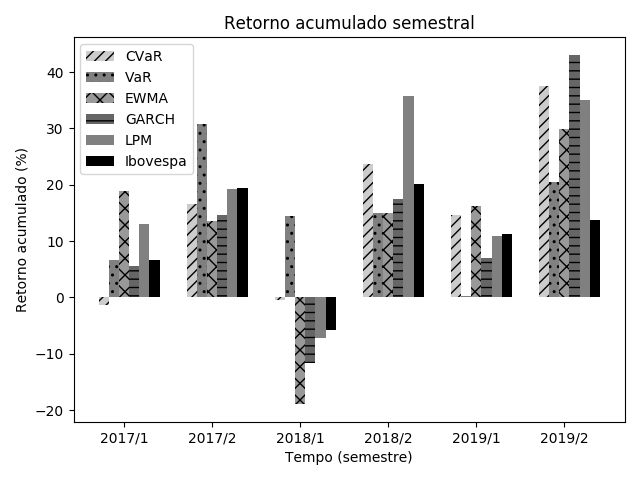 Retorno acumulado semestral
CVaR
VaR
EWMA
GARCH
LPM
Ibovespa
Retorno acumulado (%)
40
30
20
10
0
−10
−20
2017/1 2017/2 2018/1 2018/2 2019/1 2019/2
Tempo (semestre)